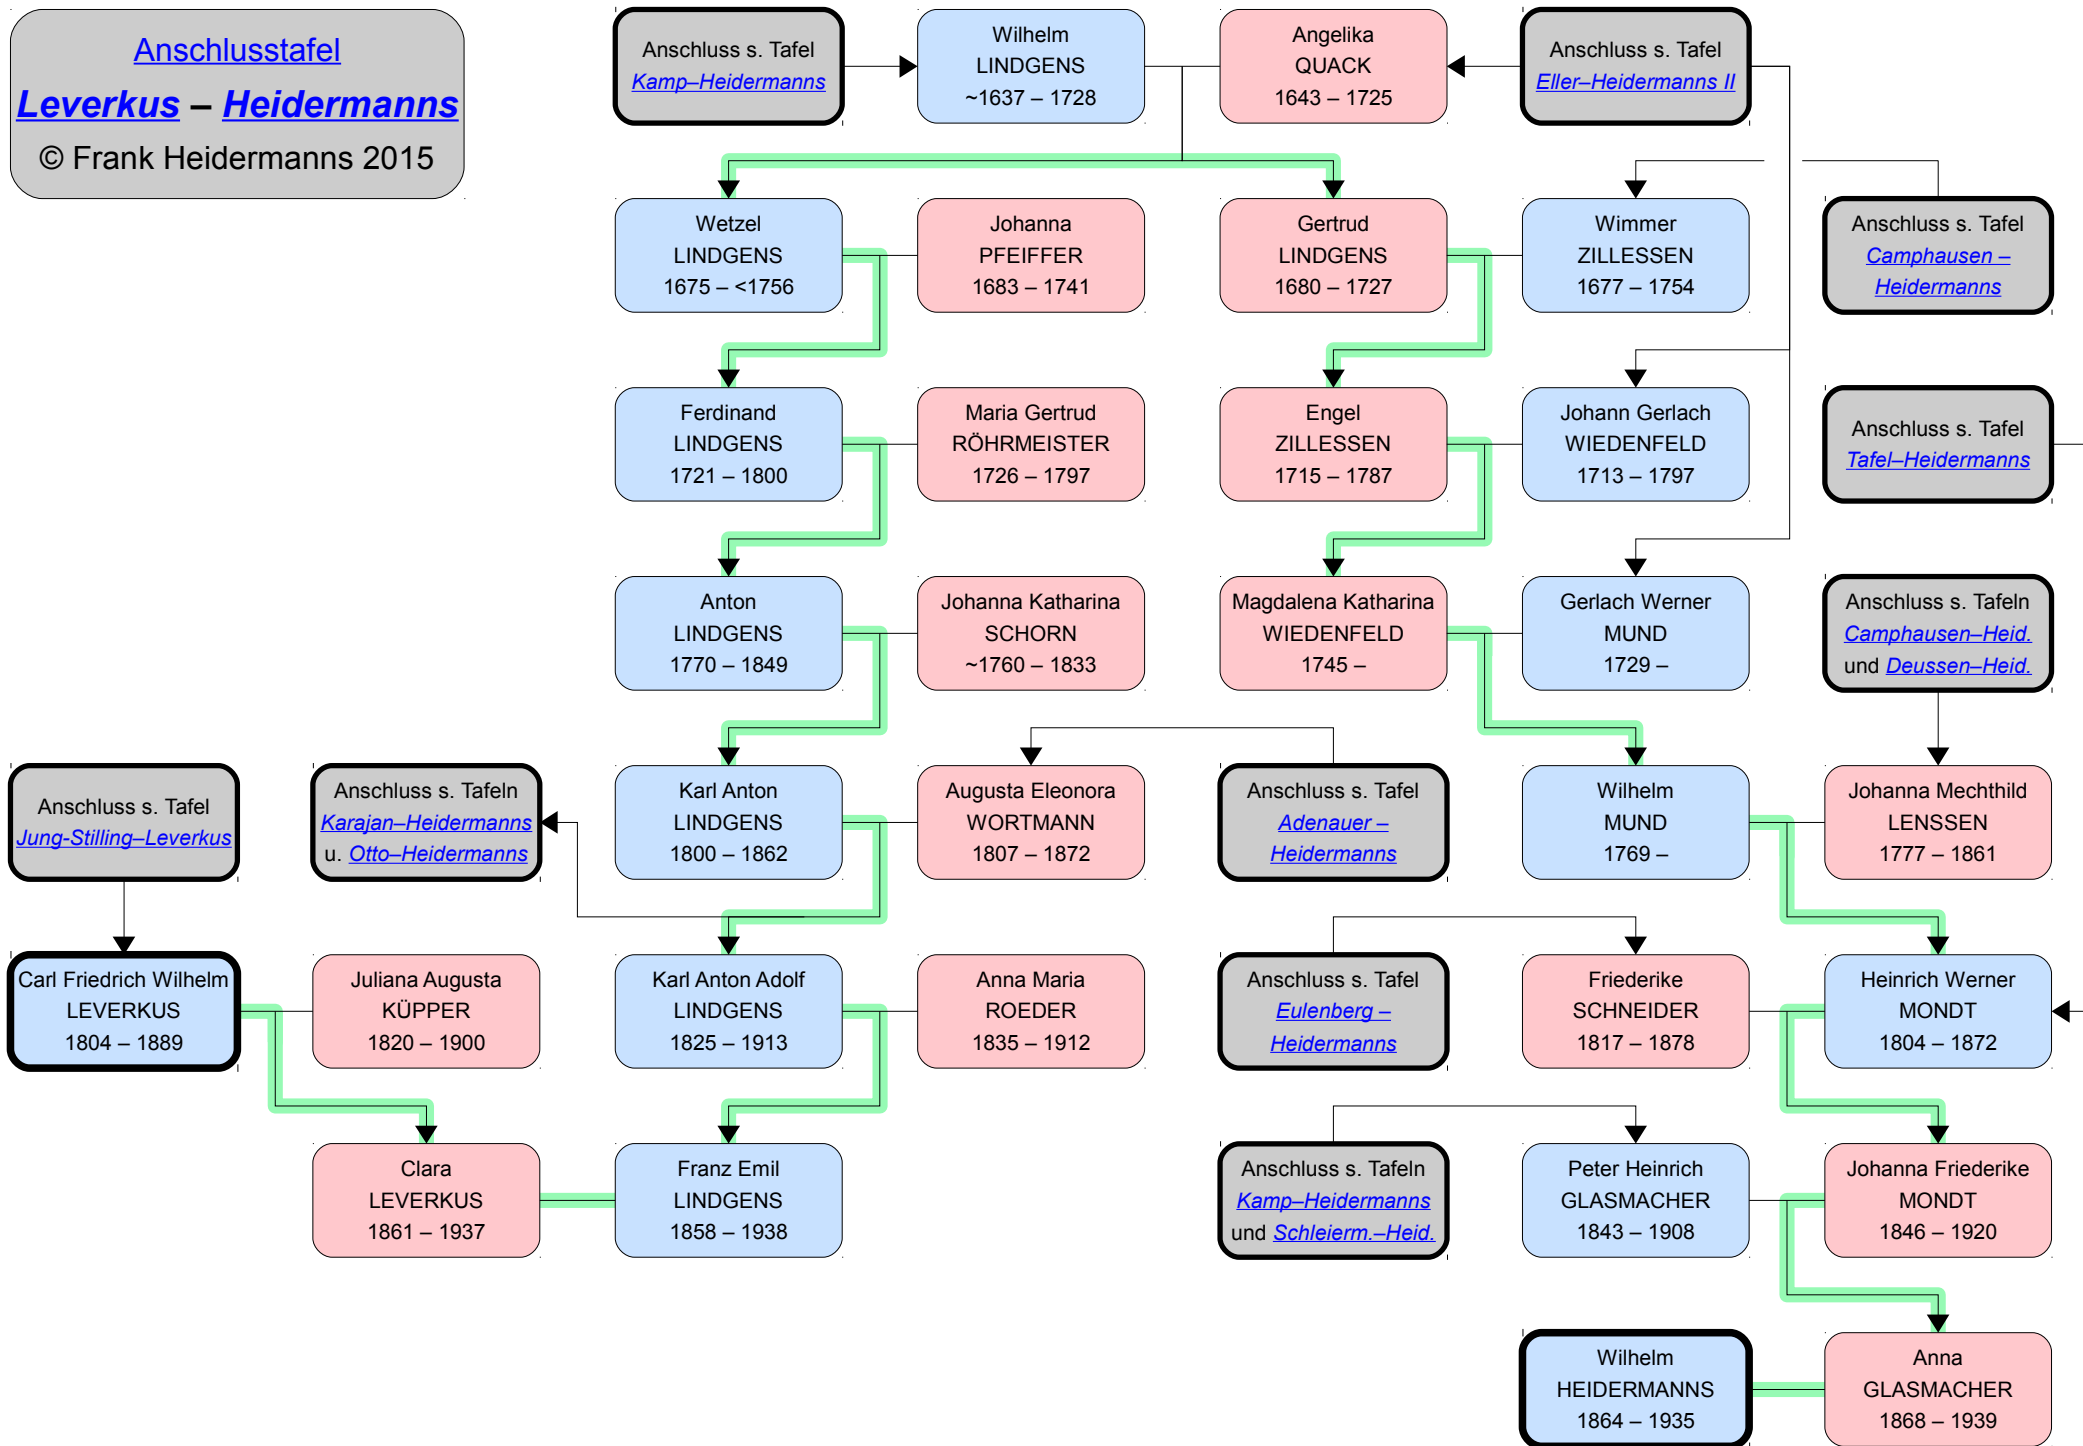 Anschlusstafel
Leverkus – Heidermanns
© Frank Heidermanns 2015
Anschluss s. Tafel
Kamp–Heidermanns
Wilhelm
LINDGENS
~1637 – 1728
Angelika
QUACK
1643 – 1725
Anschluss s. Tafel
Eller–Heidermanns II
Wetzel
LINDGENS
1675 – <1756
Johanna
PFEIFFER
1683 – 1741
Gertrud
LINDGENS
1680 – 1727
Wimmer
ZILLESSEN
1677 – 1754
Anschluss s. Tafel
Camphausen –
Heidermanns
Ferdinand
LINDGENS
1721 – 1800
Maria Gertrud
RÖHRMEISTER
1726 – 1797
Engel
ZILLESSEN
1715 – 1787
Johann Gerlach
WIEDENFELD
1713 – 1797
Anschluss s. Tafel
Tafel–Heidermanns
Anton
LINDGENS
1770 – 1849
Johanna Katharina
SCHORN
~1760 – 1833
Magdalena Katharina
WIEDENFELD
1745 –
Gerlach Werner
MUND
1729 –
Anschluss s. Tafeln
Camphausen–Heid.
und Deussen–Heid.
Anschluss s. Tafel
Jung-Stilling–Leverkus
Anschluss s. Tafeln
Karajan–Heidermanns
u. Otto–Heidermanns
Karl Anton
LINDGENS
1800 – 1862
Augusta Eleonora
WORTMANN
1807 – 1872
Anschluss s. Tafel
Adenauer –
Heidermanns
Wilhelm
MUND
1769 –
Johanna Mechthild
LENSSEN
1777 – 1861
Carl Friedrich Wilhelm
LEVERKUS
1804 – 1889
Juliana Augusta
KÜPPER
1820 – 1900
Karl Anton Adolf
LINDGENS
1825 – 1913
Anna Maria
ROEDER
1835 – 1912
Anschluss s. Tafel
Eulenberg –
Heidermanns
Friederike
SCHNEIDER
1817 – 1878
Heinrich Werner
MONDT
1804 – 1872
Clara
LEVERKUS
1861 – 1937
Franz Emil
LINDGENS
1858 – 1938
Anschluss s. Tafeln
Kamp–Heidermanns
und Schleierm.–Heid.
Peter Heinrich
GLASMACHER
1843 – 1908
Johanna Friederike
MONDT
1846 – 1920
Wilhelm
HEIDERMANNS
1864 – 1935
Anna
GLASMACHER
1868 – 1939